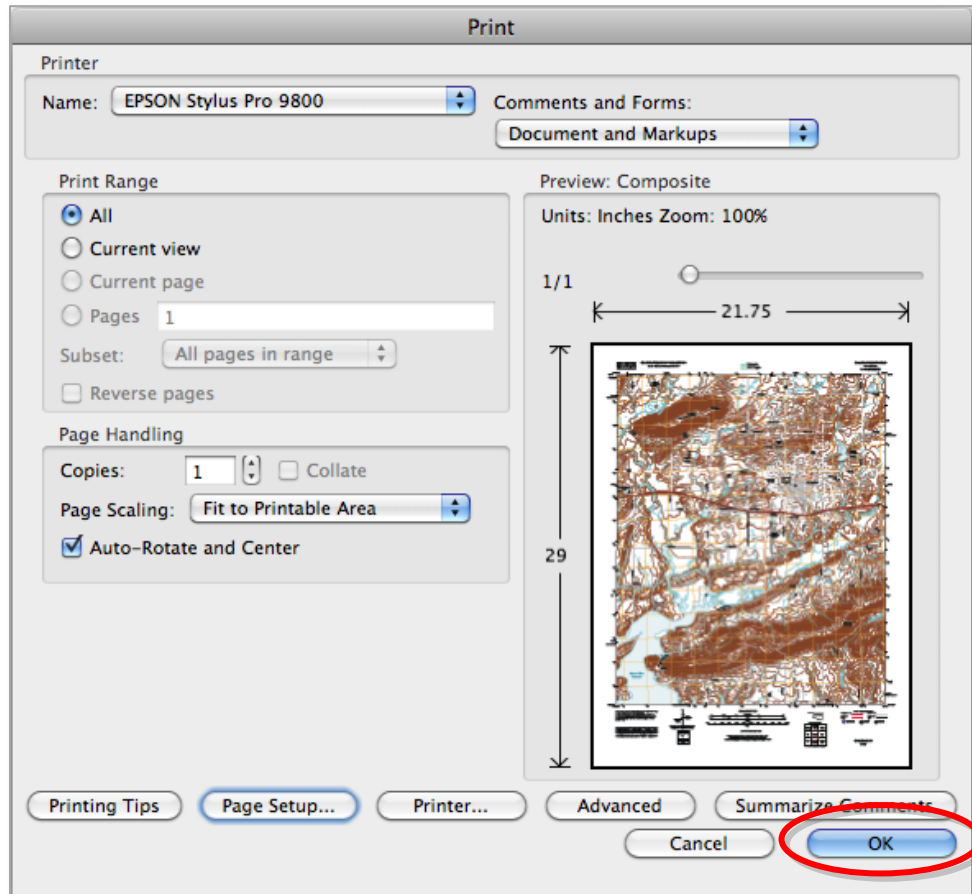 Print
Printer
Name: EPSON Stylus Pro 9800
Comments and Forms:
Document and Markups
Print Range
All
Current view
Current page
Pages 1
Subset: All pages in range
Reverse pages
Page Handling
Copies: 1 Collate
Page Scaling: Fit to Printable Area
Auto-Rotate and Center
Preview: Composite
Units: Inches Zoom: 100%
1/1
21.75
29
Printing Tips Page Setup... Printer... Advanced Summarize Comments
Cancel OK